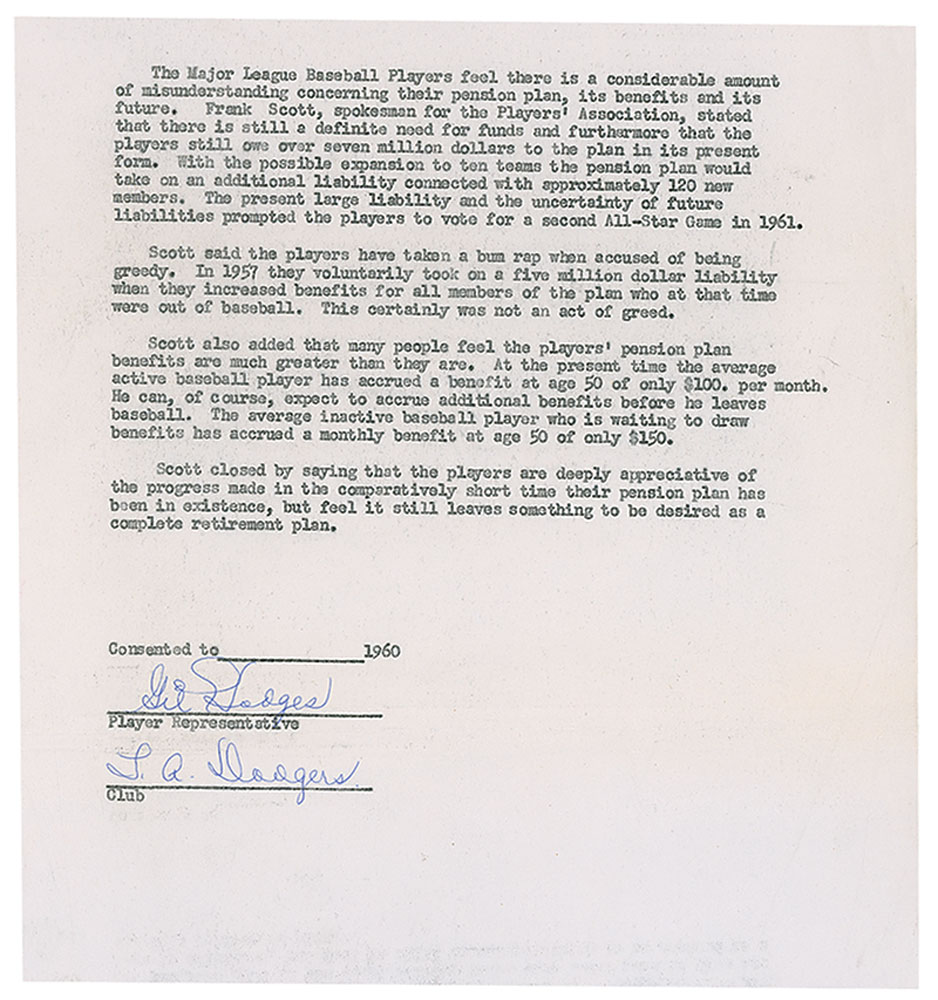 The Major League Baseball Players feel there is a considerable amount
of misunderstanding concerning their pension plan, its benefits and its
future. Frank Scott, spokesman for the Players' Association, stated
that there is still a definite need for funds and furthermore that the
players still owe over seven million dollars to the plan in its present
form. With the possible expansion to ten teams the pension plan would
take on an additional liability connected with approximately 120 new
members. The present large liability and the uncertainty of future
liabilities prompted the players to vote for a second All-Star Game in 1961.
Scott said the players have taken a bum rap when accused of being
greedy. In 1957 they voluntarily took on a five million dollar liability
when they increased benefits for all members of the plan who at that time
were out of baseball. This certainly was not an act of greed.
Scott also added that many people feel the players' pension plan
benefits are much greater than they are. At the present time the average
active baseball player has accrued a benefit at age 50 of only $100. per month.
He can, of course, expect to accrue additional benefits before he leaves
baseball. The average inactive baseball player who is waiting to draw
benefits has accrued a monthly benefit at age 50 of only $150.
Scott closed by saying that the players are deeply appreciative of
the progress made in the comparatively short time their pension plan has
been in existence, but feel it still leaves something to be desired as a
complete retirement plan.
Consented to____________1960
Gil Hodges
Player Representative
L. A. Dodgers
Club